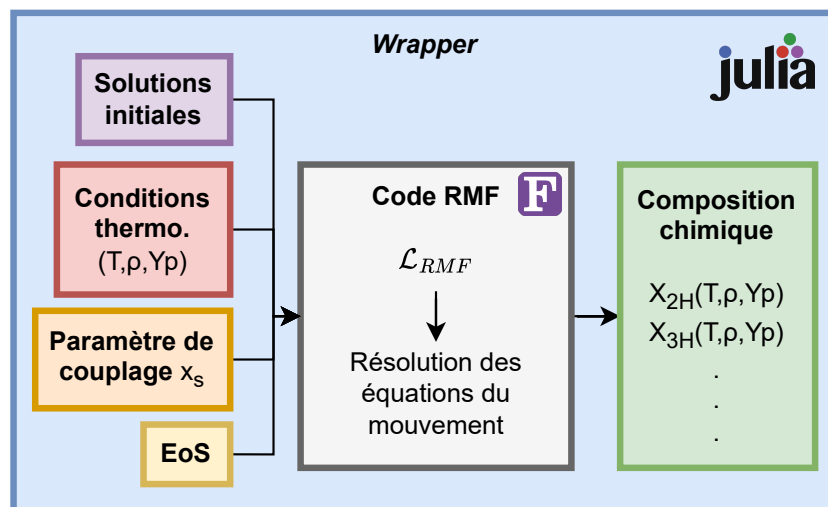 Wrapper
julia
Solutions
initiales
Conditions
thermo.
(T,ρ,Yp)
Paramètre de
couplage xₛ
EoS
Code RMF
F
ℒ_RMF
Résolution des
équations du
mouvement
Composition
chimique
X₂H(T,ρ,Yp)
X₃H(T,ρ,Yp)
.
.
.